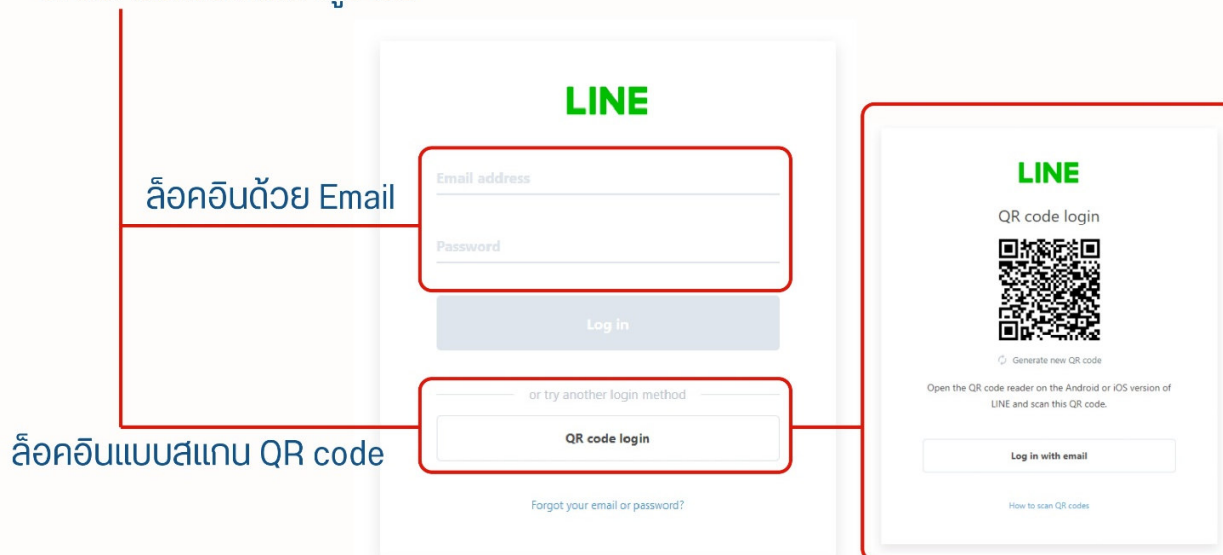 LINE
Email address
ล็อคอินด้วย Email
Password
Log in
or try another login method
QR code login
ล็อคอินแบบสแกน QR code
Forgot your email or password?
LINE
QR code login
Generate new QR code
Open the QR code reader on the Android or iOS version of
LINE and scan this QR code.
Log in with email
How to scan QR codes